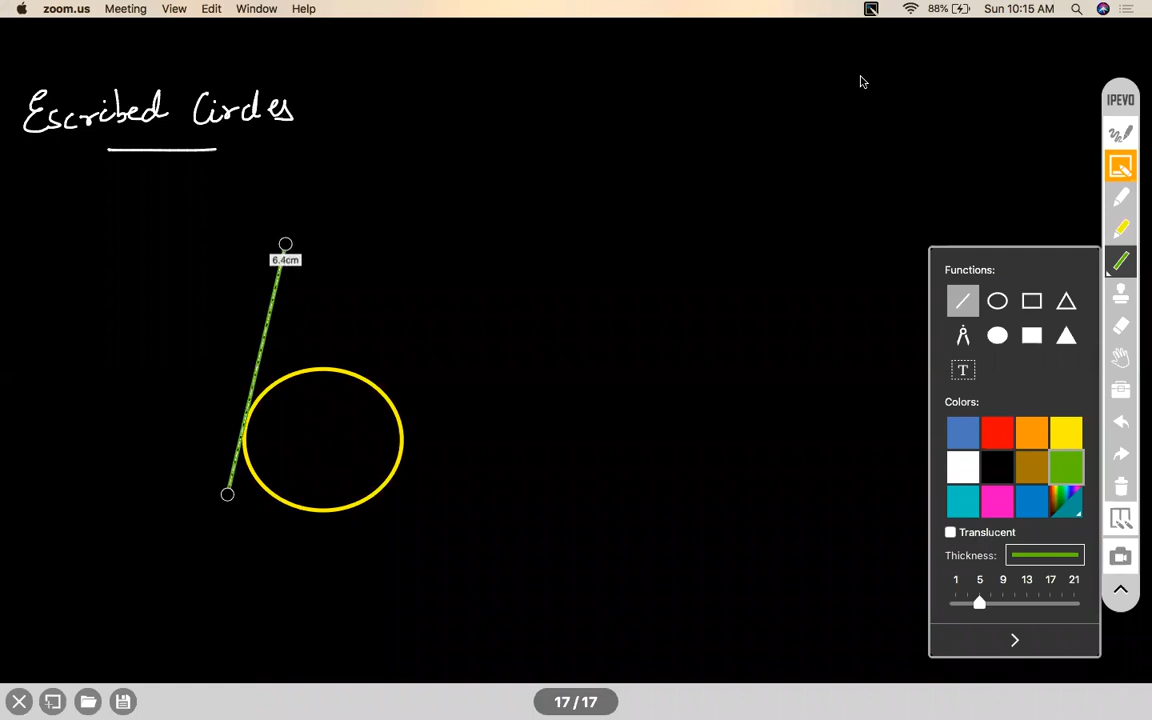 zoom.us Meeting View Edit Window Help 88% Sun 10:15 AM
IPEVO
Escribed Circles
6.4cm
Functions:
T
Colors:
Translucent
Thickness:
1 5 9 13 17 21
17 / 17